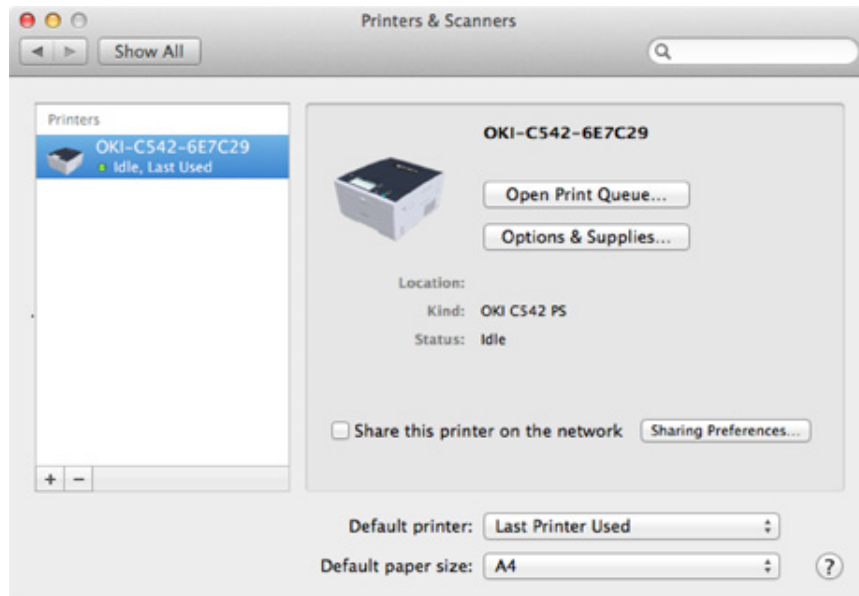 Printers & Scanners
Show All
Printers
OKI-C542-6E7C29
Idle, Last Used
OKI-C542-6E7C29
Open Print Queue...
Options & Supplies...
Location:
Kind: OKI C542 PS
Status: Idle
Share this printer on the network Sharing Preferences...
+ −
Default printer: Last Printer Used
Default paper size: A4 ?